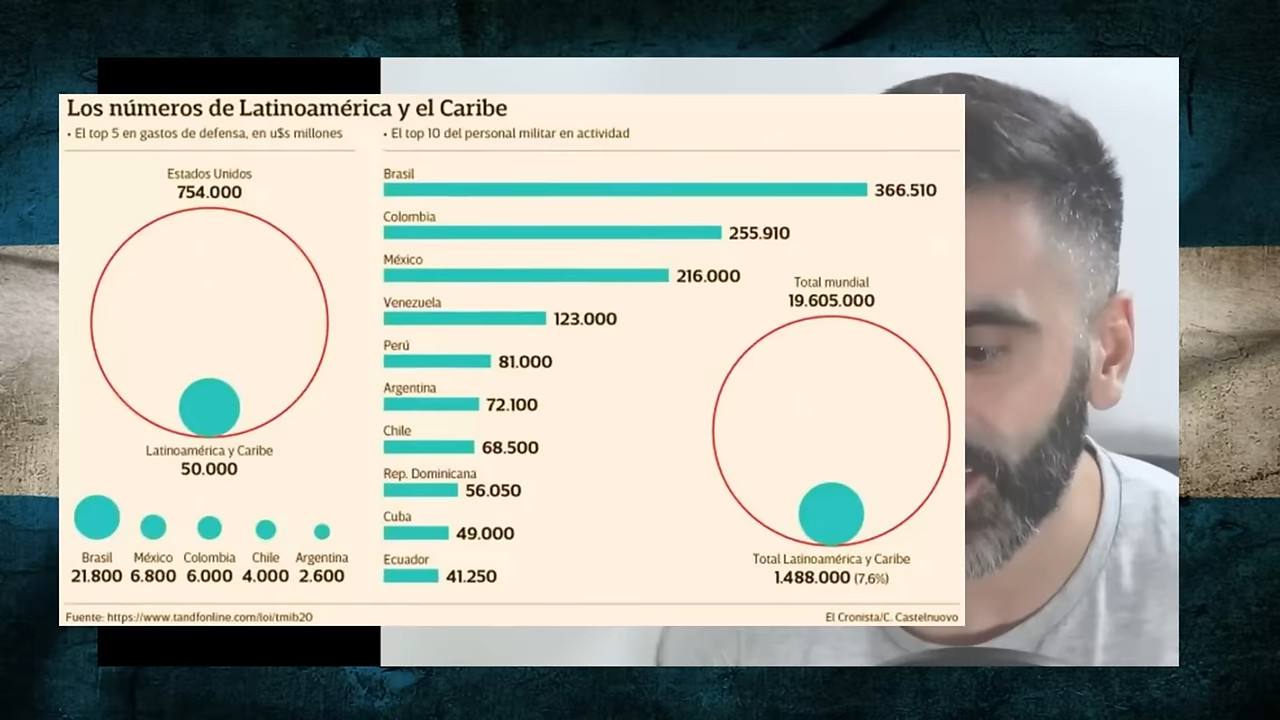 Los números de Latinoamérica y el Caribe
• El top 5 en gastos de defensa, en u$s millones
Estados Unidos
754.000
Latinoamérica y Caribe
50.000
Brasil México Colombia Chile Argentina
21.800 6.800 6.000 4.000 2.600
• El top 10 del personal militar en actividad
Brasil
366.510
Colombia
255.910
México
216.000
Venezuela
123.000
Perú
81.000
Argentina
72.100
Chile
68.500
Rep. Dominicana
56.050
Cuba
49.000
Ecuador
41.250
Total mundial
19.605.000
Total Latinoamérica y Caribe
1.488.000 (7,6%)
Fuente: https://www.tandfonline.com/loi/tmib20
El Cronista/C. Castelnuovo